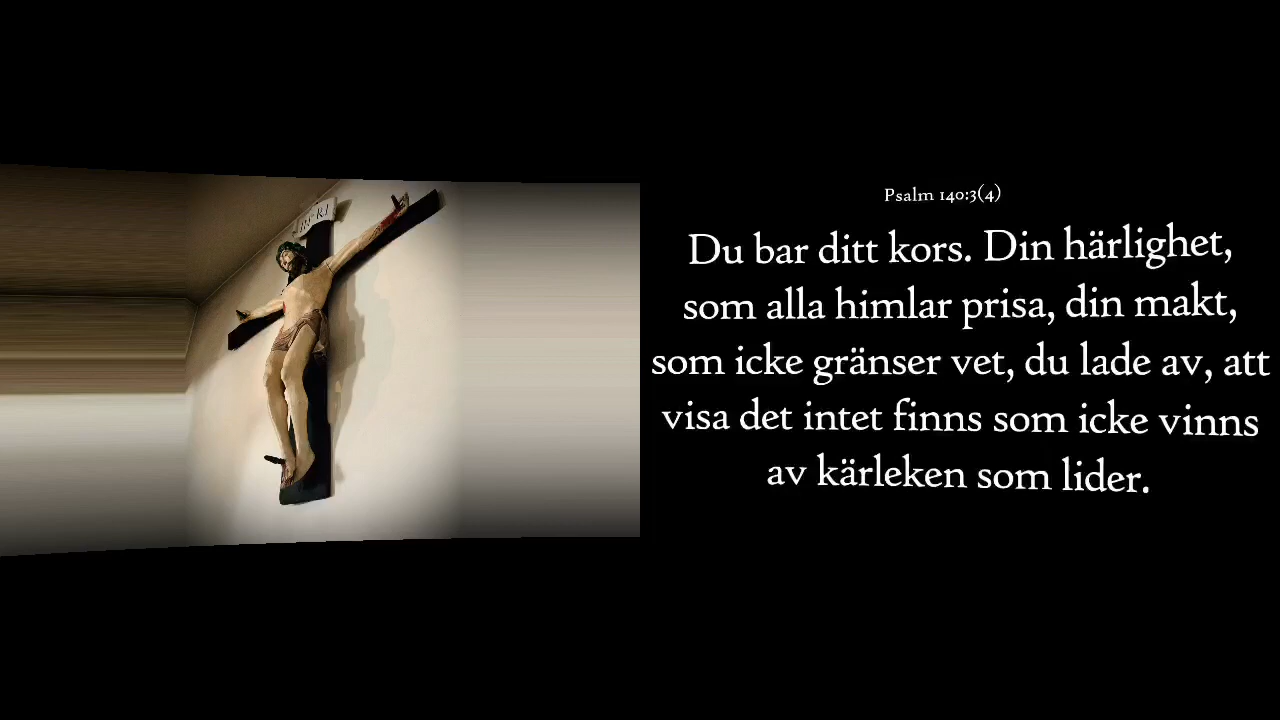 Psalm 140:3(4)
Du bar ditt kors. Din härlighet,
som alla himlar prisa, din makt,
som icke gränser vet, du lade av, att
visa det intet finns som icke vinns
av kärleken som lider.